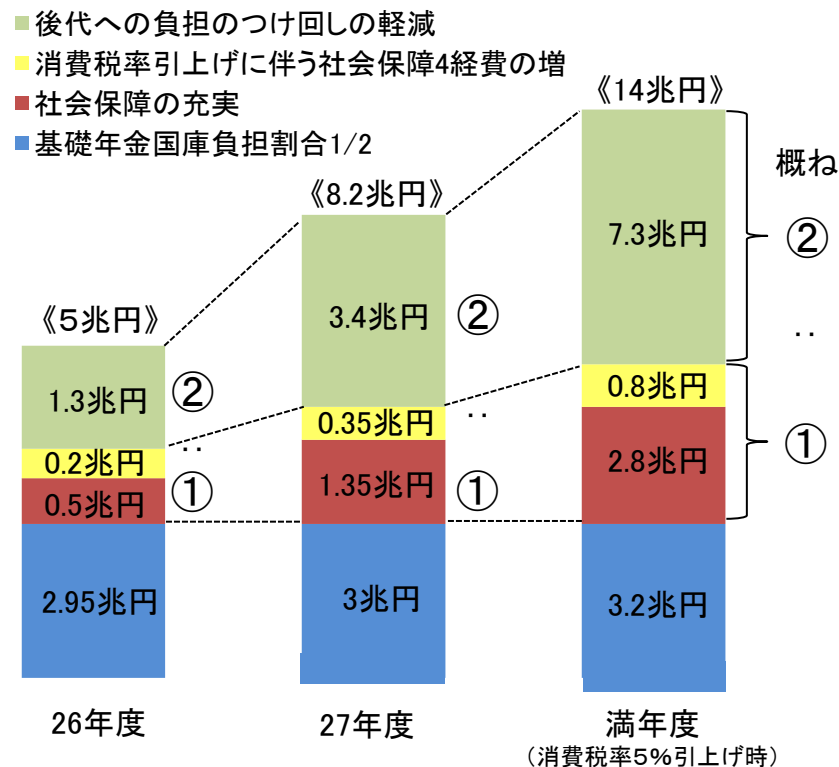 後代への負担のつけ回しの軽減
消費税率引上げに伴う社会保障4経費の増
社会保障の充実
基礎年金国庫負担割合1/2
《5兆円》
1.3兆円
②
0.2兆円
：
0.5兆円
①
2.95兆円
26年度
《8.2兆円》
3.4兆円
②
0.35兆円
：
1.35兆円
①
3兆円
27年度
《14兆円》
概ね
7.3兆円
②
：
0.8兆円
2.8兆円
①
3.2兆円
満年度
（消費税率5%引上げ時）